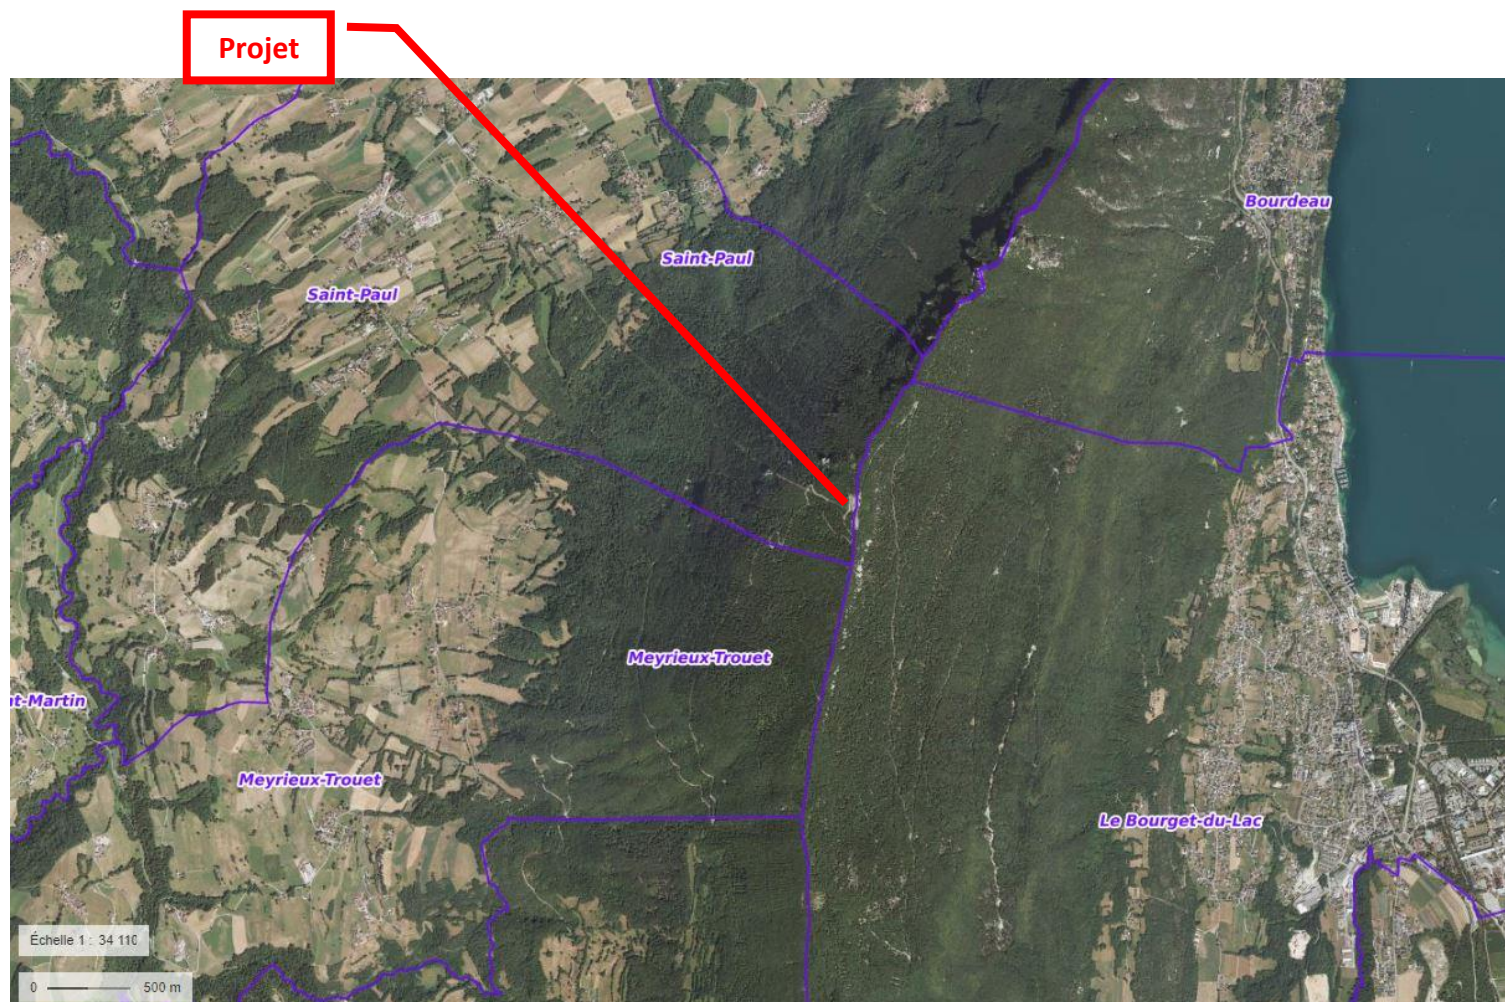 Projet
Bourdeau
Saint-Paul
Saint-Paul
Meyrieux-Trouet
nt-Martin
Meyrieux-Trouet
Le Bourget-du-Lac
Échelle 1 : 34 110
0 500 m